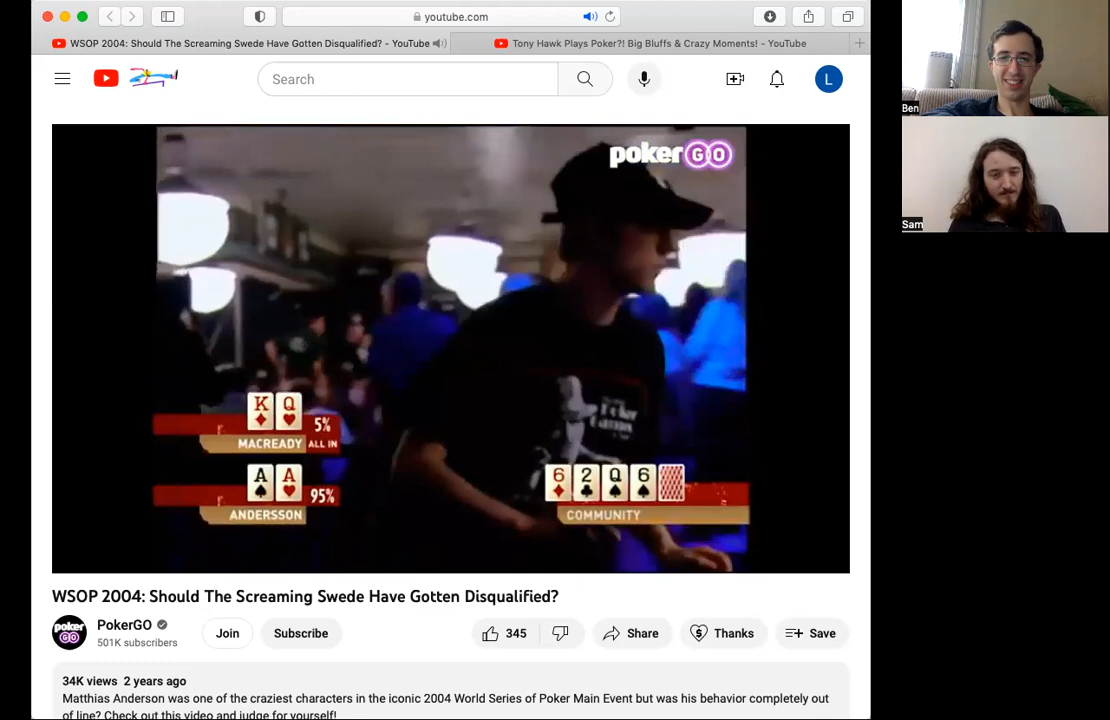 youtube.com
WSOP 2004: Should The Screaming Swede Have Gotten Disqualified? - YouTube
Tony Hawk Plays Poker?! Big Bluffs & Crazy Moments! - YouTube
Search
L
Ben
Sam
poker GO
K Q 5%
MACREADY ALL IN
A A 95%
ANDERSSON
6 2 Q 6
COMMUNITY
WSOP 2004: Should The Screaming Swede Have Gotten Disqualified?
poker GO
PokerGO
501K subscribers
Join
Subscribe
345
Share
Thanks
Save
34K views 2 years ago
Matthias Anderson was one of the craziest characters in the iconic 2004 World Series of Poker Main Event but was his behavior completely out
of line? Check out this video and judge for yourself!